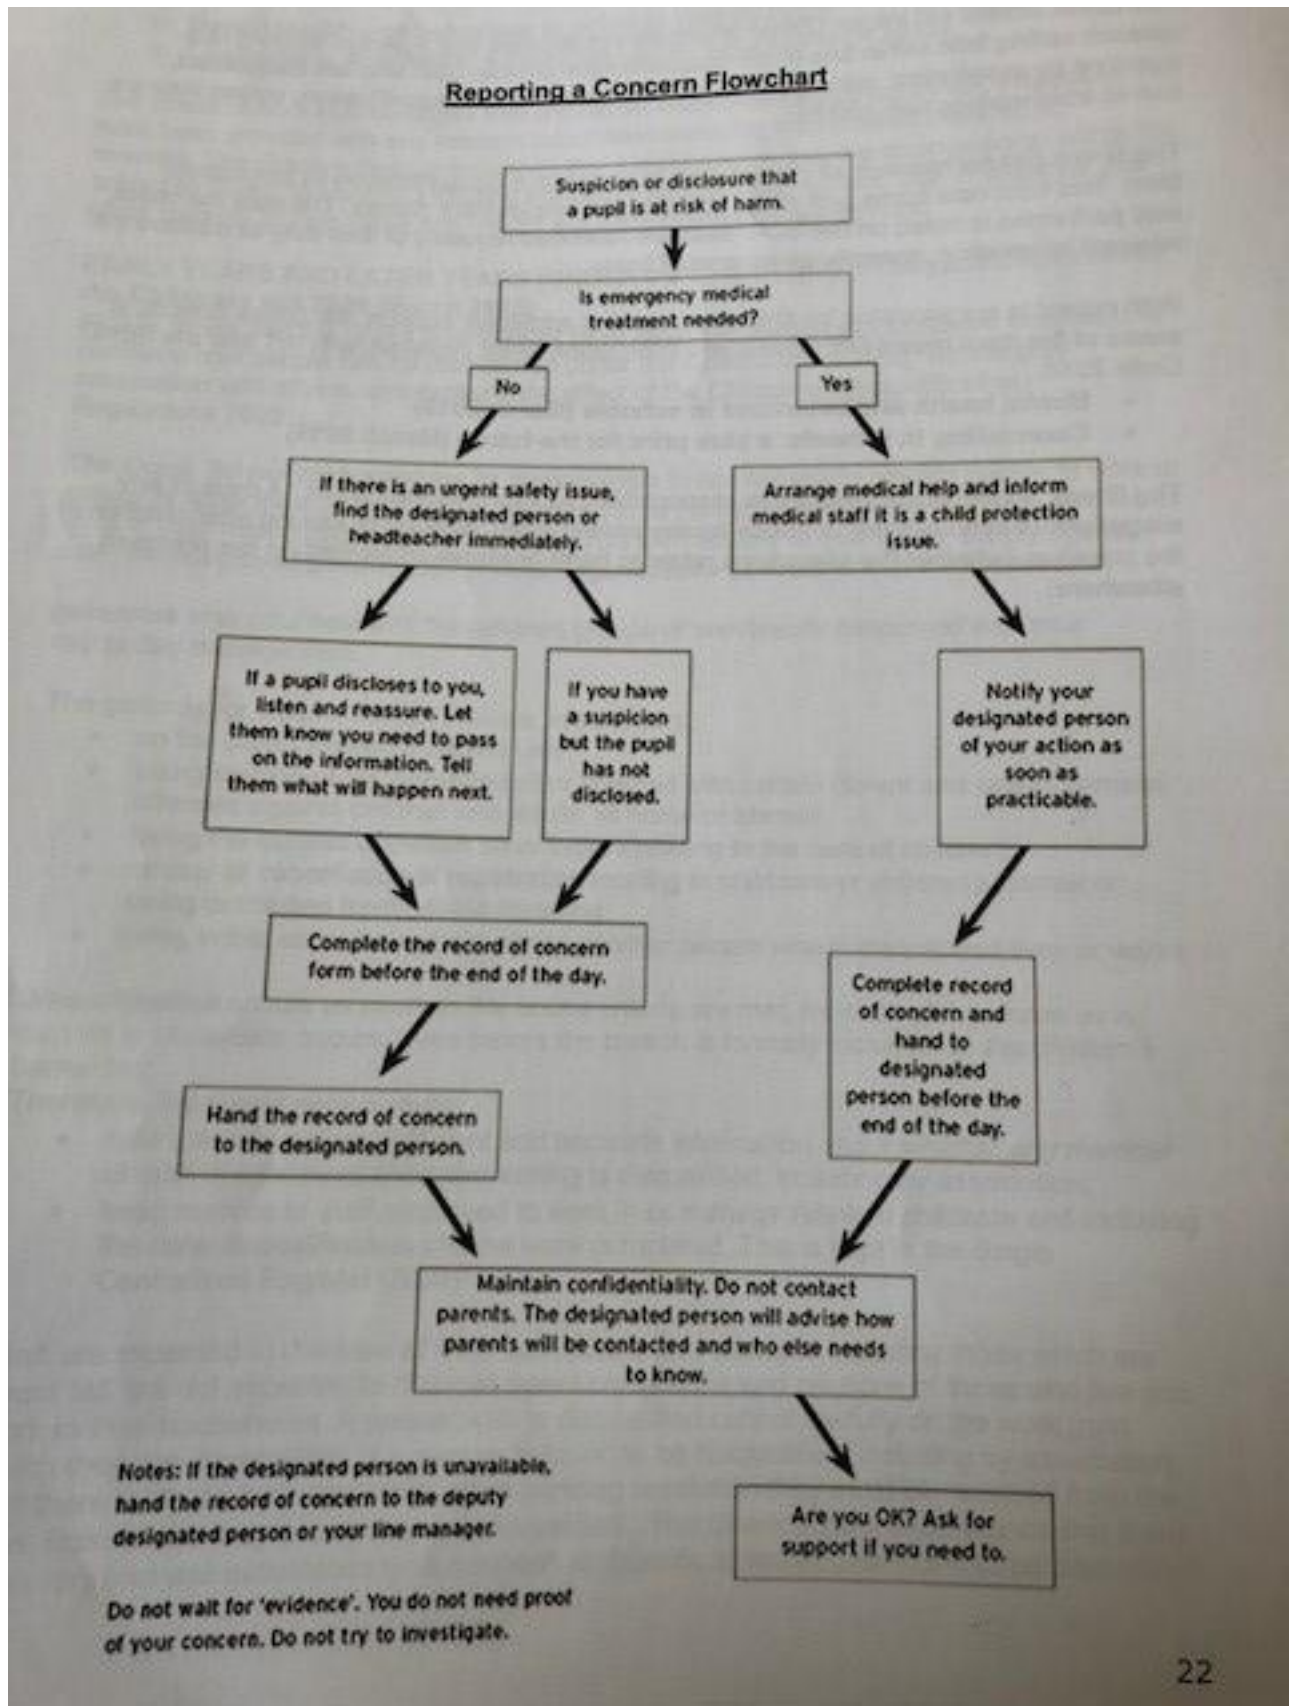 Reporting a Concern Flowchart
Suspicion or disclosure that
a pupil is at risk of harm.
Is emergency medical
treatment needed?
No
Yes
If there is an urgent safety issue,
find the designated person or
headteacher immediately.
Arrange medical help and inform
medical staff it is a child protection
issue.
If a pupil discloses to you,
listen and reassure. Let
them know you need to pass
on the information. Tell
them what will happen next.
If you have
a suspicion
but the pupil
has not
disclosed.
Notify your
designated person
of your action as
soon as
practicable.
Complete the record of concern
form before the end of the day.
Complete record
of concern and
hand to
designated
person before the
end of the day.
Hand the record of concern
to the designated person.
Maintain confidentiality. Do not contact
parents. The designated person will advise how
parents will be contacted and who else needs
to know.
Notes: If the designated person is unavailable,
hand the record of concern to the deputy
designated person or your line manager.
Are you OK? Ask for
support if you need to.
Do not wait for 'evidence'. You do not need proof
of your concern. Do not try to investigate.
22